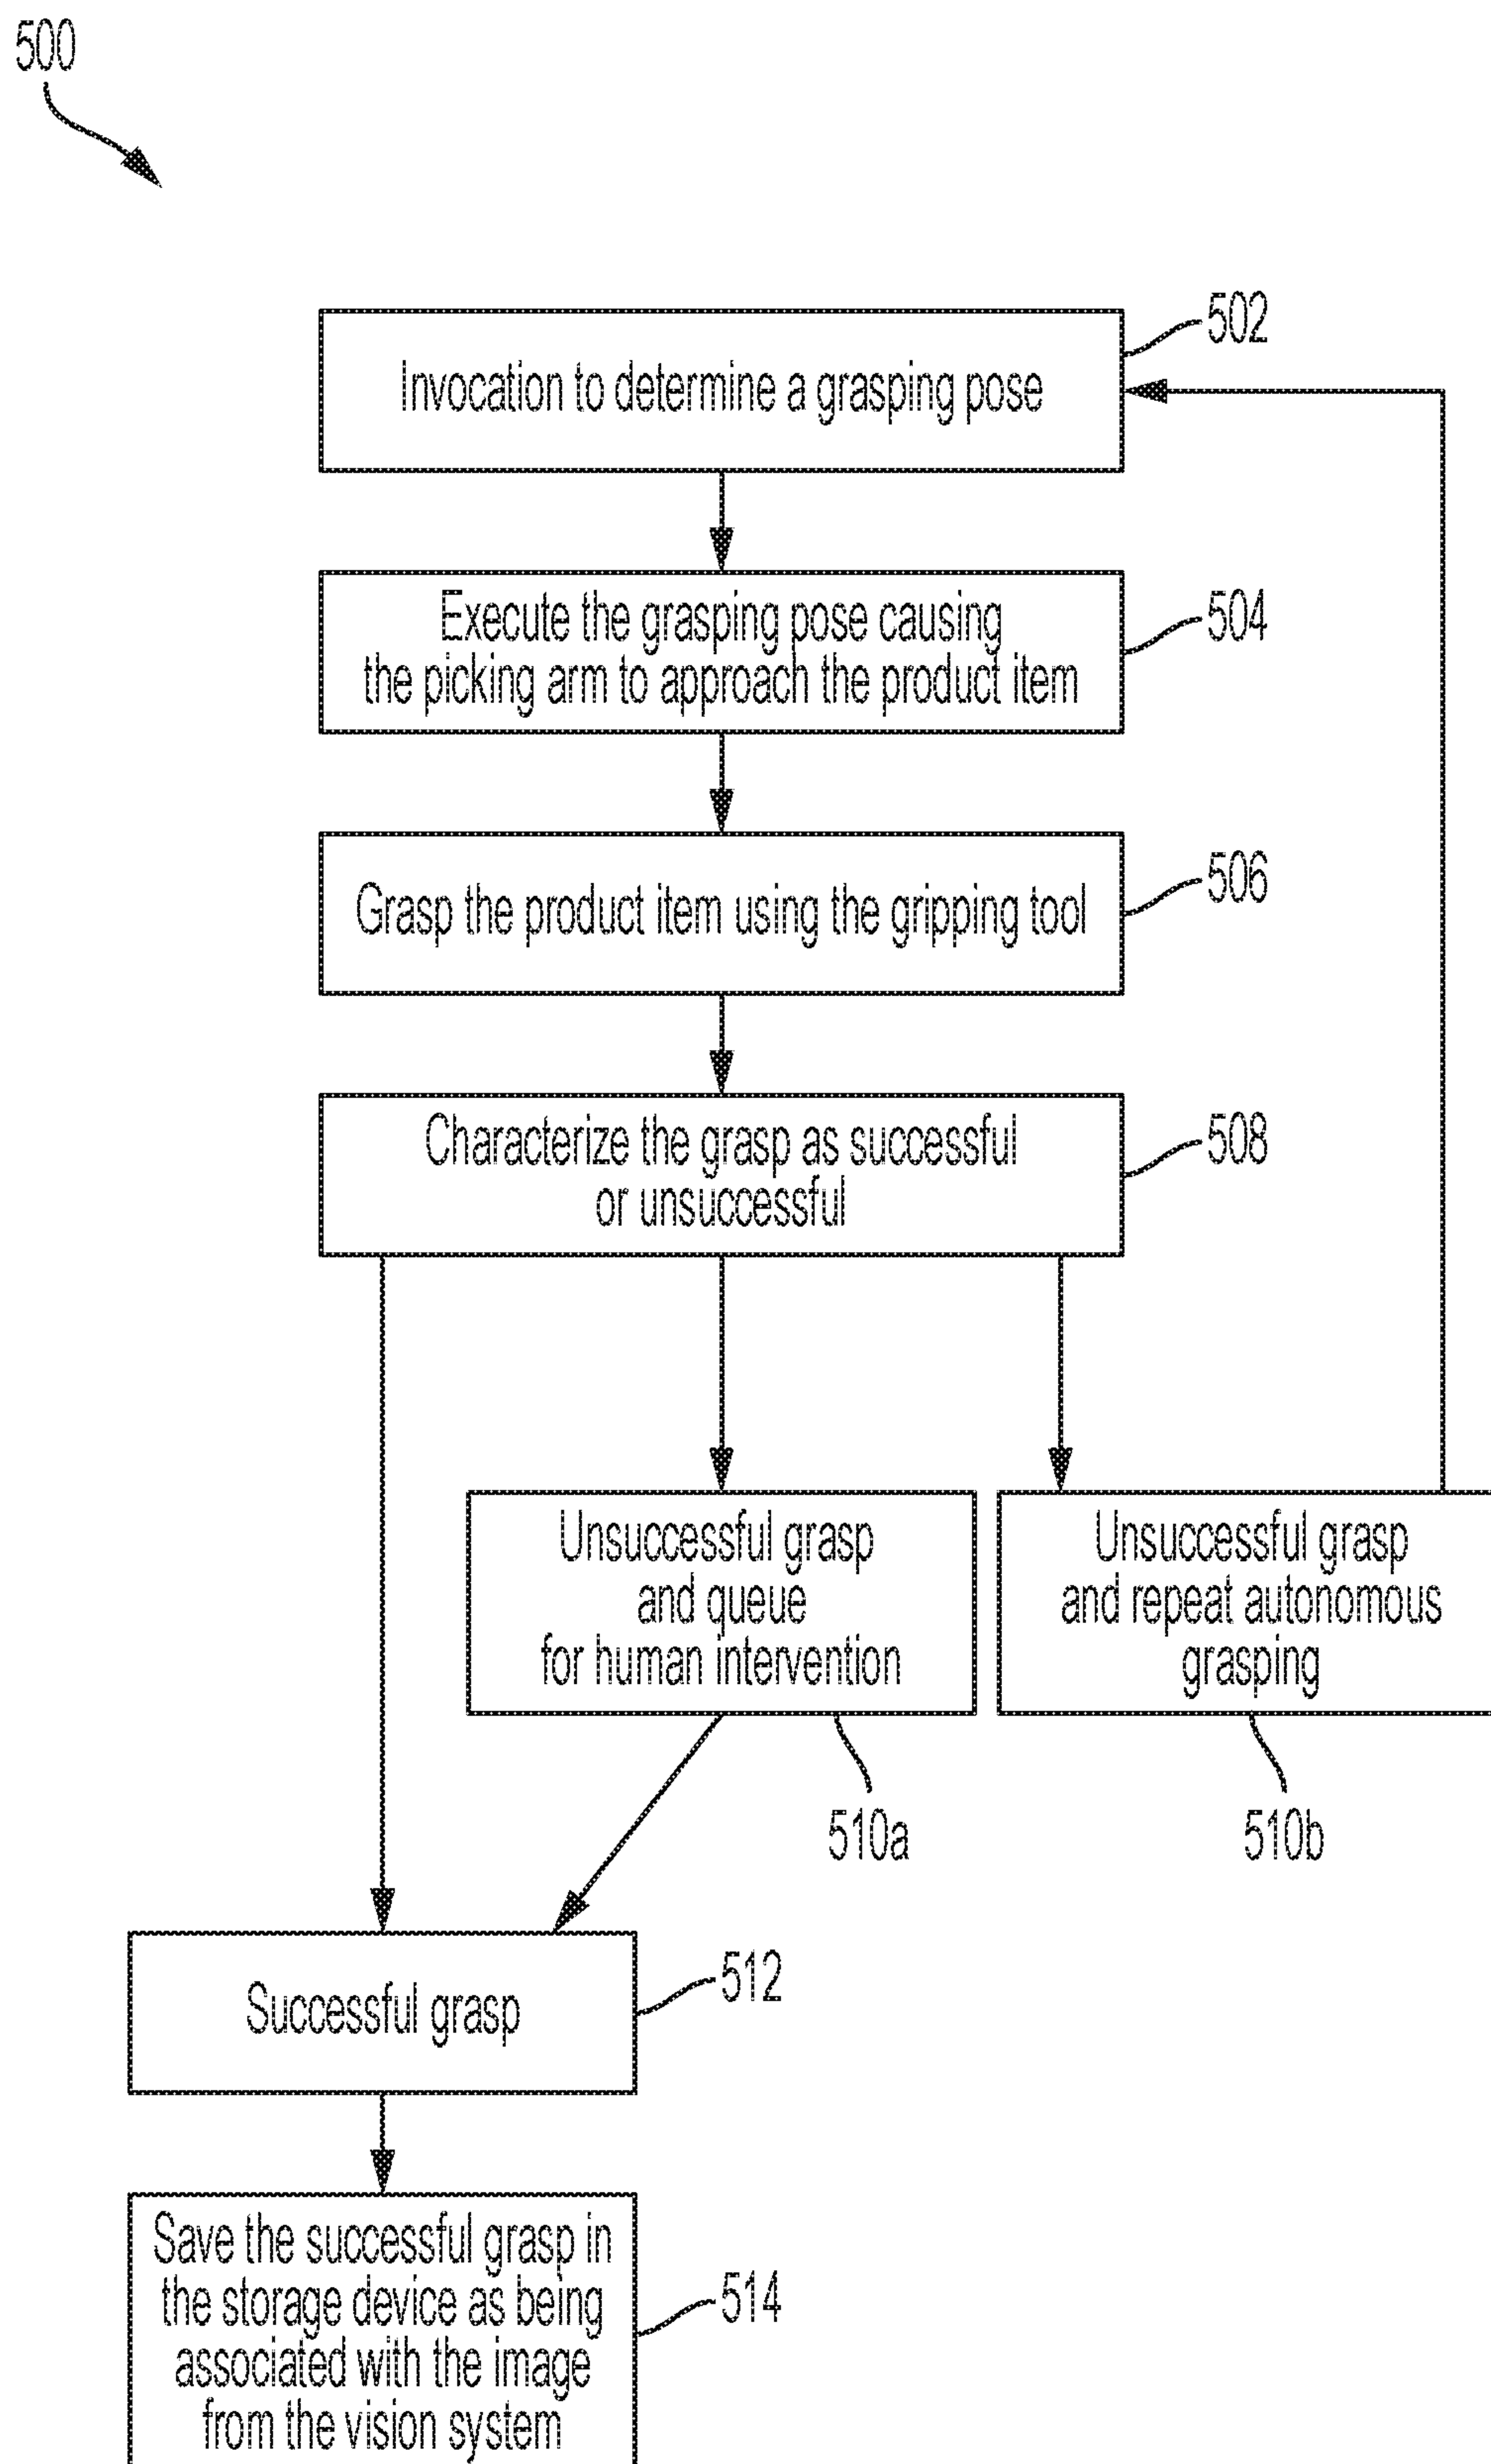 500
502
Invocation to determine a grasping pose
Execute the grasping pose causing
the picking arm to approach the product item
504
Grasp the product item using the gripping tool
506
Characterize the grasp as successful
or unsuccessful
508
Unsuccessful grasp
and queue
for human intervention
510a
Unsuccessful grasp
and repeat autonomous
grasping
510b
Successful grasp
512
Save the successful grasp in
the storage device as being
associated with the image
from the vision system
514